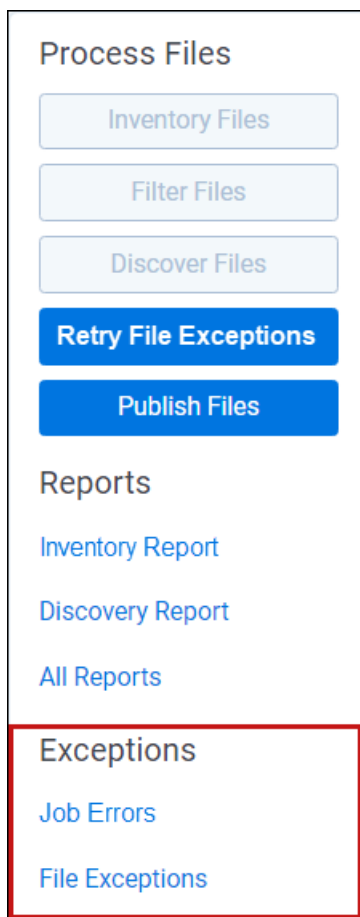 Process Files
Inventory Files
Filter Files
Discover Files
Retry File Exceptions
Publish Files
Reports
Inventory Report
Discovery Report
All Reports
Exceptions
Job Errors
File Exceptions